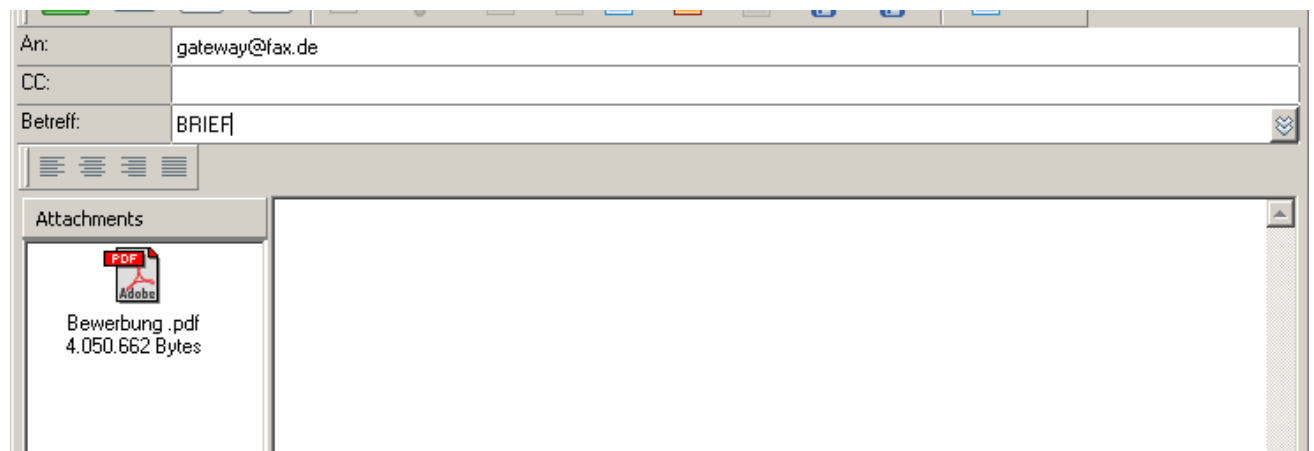 An: gateway@fax.de
CC:
Betreff: BRIEF
Attachments
PDF
Adobe
Bewerbung .pdf
4.050.662 Bytes